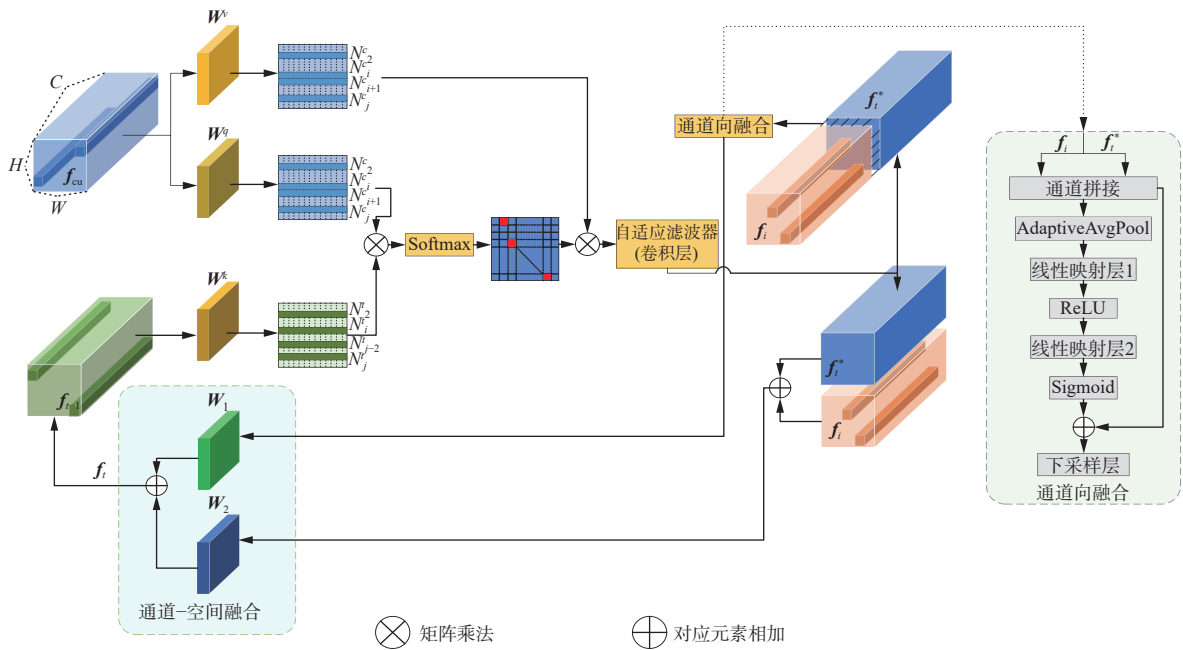 W^v
C
H
W
f_cu
N^c_2
N^c_i
N^c_{i+1}
N^c_j
W^q
N^c_2
N^c_i
N^c_{i+1}
N^c_j
Softmax
自适应滤波器
(卷积层)
W^k
N^t_2
N^t_i
N^t_{j−2}
N^t_j
f_{t−1}
f_t
W_1
W_2
通道−空间融合
通道向融合
f_t^*
f_i
f_t^*
f_i
f_i
f_t^*
通道拼接
AdaptiveAvgPool
线性映射层1
ReLU
线性映射层2
Sigmoid
下采样层
通道向融合
矩阵乘法
对应元素相加